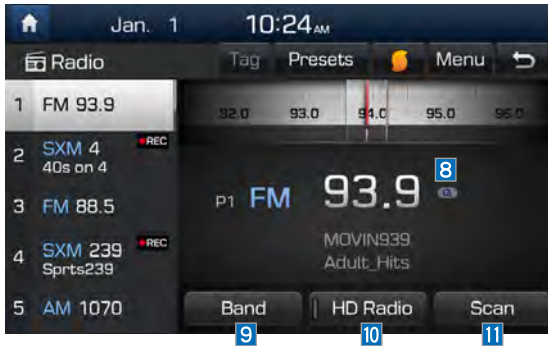 Jan. 1 10:24 AM
Radio Tag Presets Menu
1 FM 93.9
92.0 93.0 94.0 95.0 96.0
2 SXM 4 REC
40s on 4
8
3 FM 88.5
P1 FM 93.9
MOVIN939
Adult_Hits
4 SXM 239 REC
Sprts239
5 AM 1070
Band HD Radio Scan
9 10 11